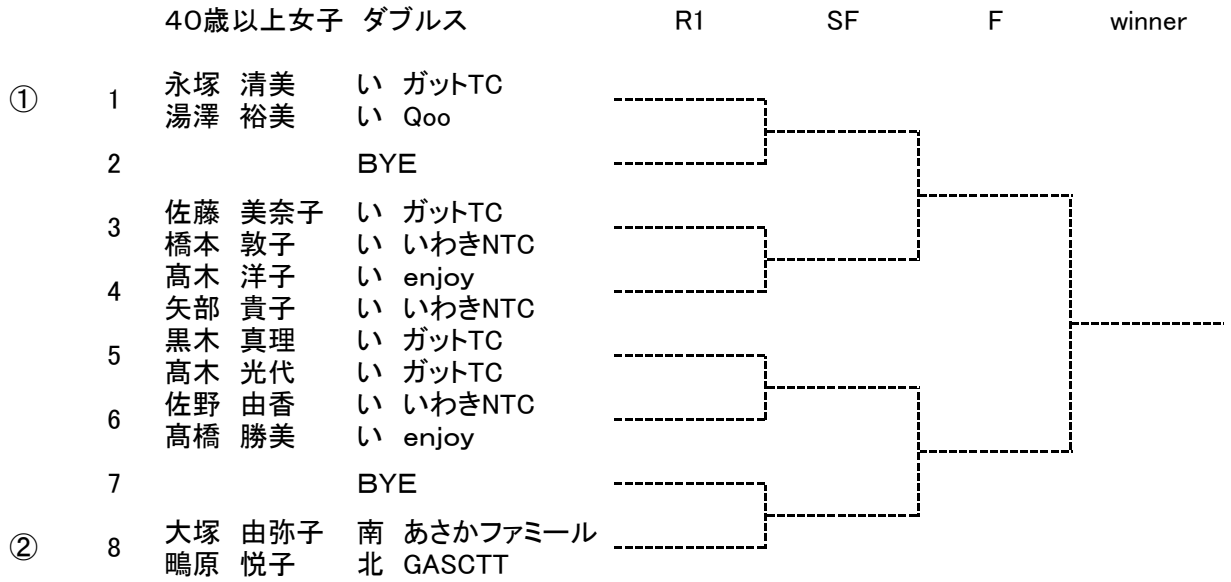 ４０歳以上女子 ダブルス R1 SF F winner
① 1 永塚 清美 い ガットTC
湯澤 裕美 い Qoo
2 ＢＹＥ
3 佐藤 美奈子 い ガットTC
橋本 敦子 い いわきNTC
4 髙木 洋子 い ｅｎｊｏｙ
矢部 貴子 い いわきNTC
5 黒木 真理 い ガットTC
髙木 光代 い ガットTC
6 佐野 由香 い いわきNTC
髙橋 勝美 い ｅｎｊｏｙ
7 ＢＹＥ
② 8 大塚 由弥子 南 あさかファミール
鴫原 悦子 北 GASCTT